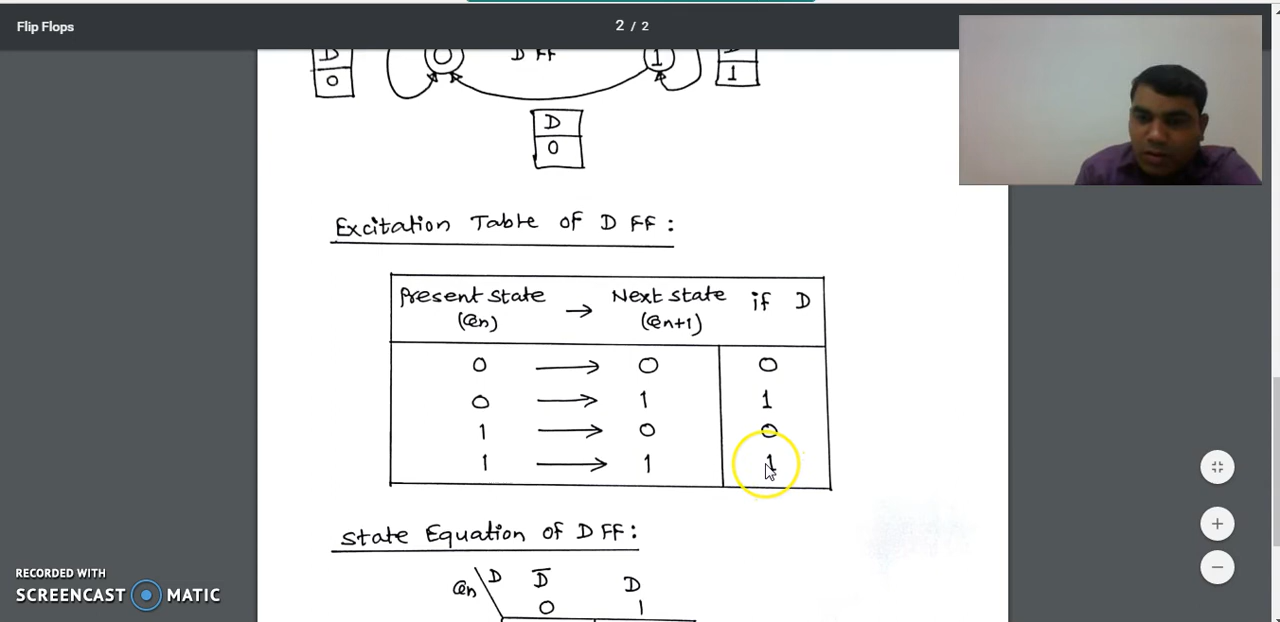 Flip Flops
2 / 2
D
0
0
D FF
1
1
D
0
Excitation Table of D FF:
Present state → Next state if D
(Qn) (Qn+1)
0 → 0 0
0 → 1 1
1 → 0 0
1 → 1 1
State Equation of D FF:
Qn D D̅ D
0 1
RECORDED WITH
SCREENCAST MATIC